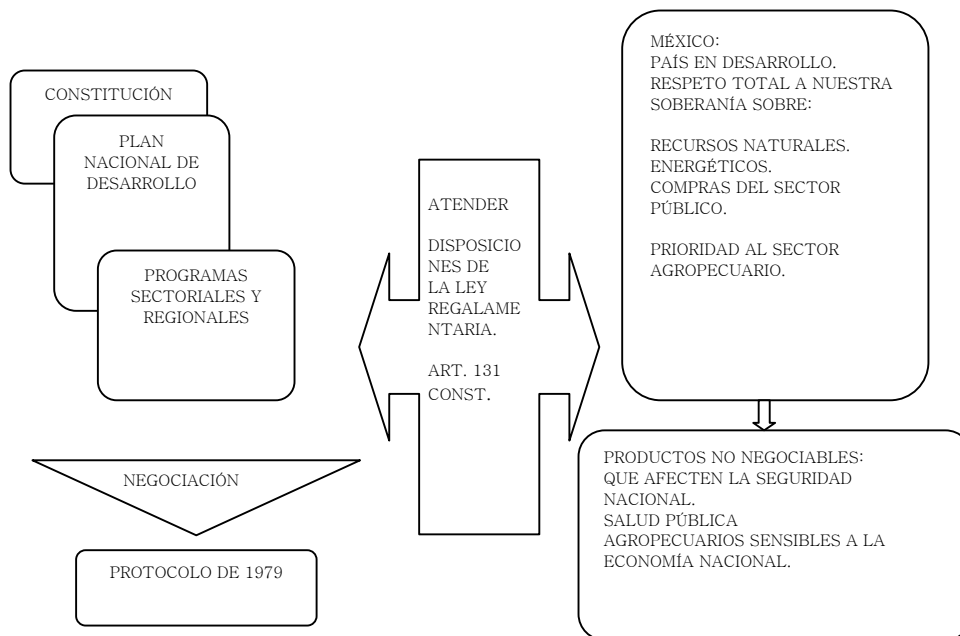 CONSTITUCIÓN
PLAN
NACIONAL DE
DESARROLLO
PROGRAMAS
SECTORIALES Y
REGIONALES
NEGOCIACIÓN
PROTOCOLO DE 1979
ATENDER
DISPOSICIO
NES DE
LA LEY
REGALAME
NTARIA.
ART. 131
CONST.
MÉXICO:
PAÍS EN DESARROLLO.
RESPETO TOTAL A NUESTRA
SOBERANÍA SOBRE:
RECURSOS NATURALES.
ENERGÉTICOS.
COMPRAS DEL SECTOR
PÚBLICO.
PRIORIDAD AL SECTOR
AGROPECUARIO.
PRODUCTOS NO NEGOCIABLES:
QUE AFECTEN LA SEGURIDAD
NACIONAL.
SALUD PÚBLICA
AGROPECUARIOS SENSIBLES A LA
ECONOMÍA NACIONAL.